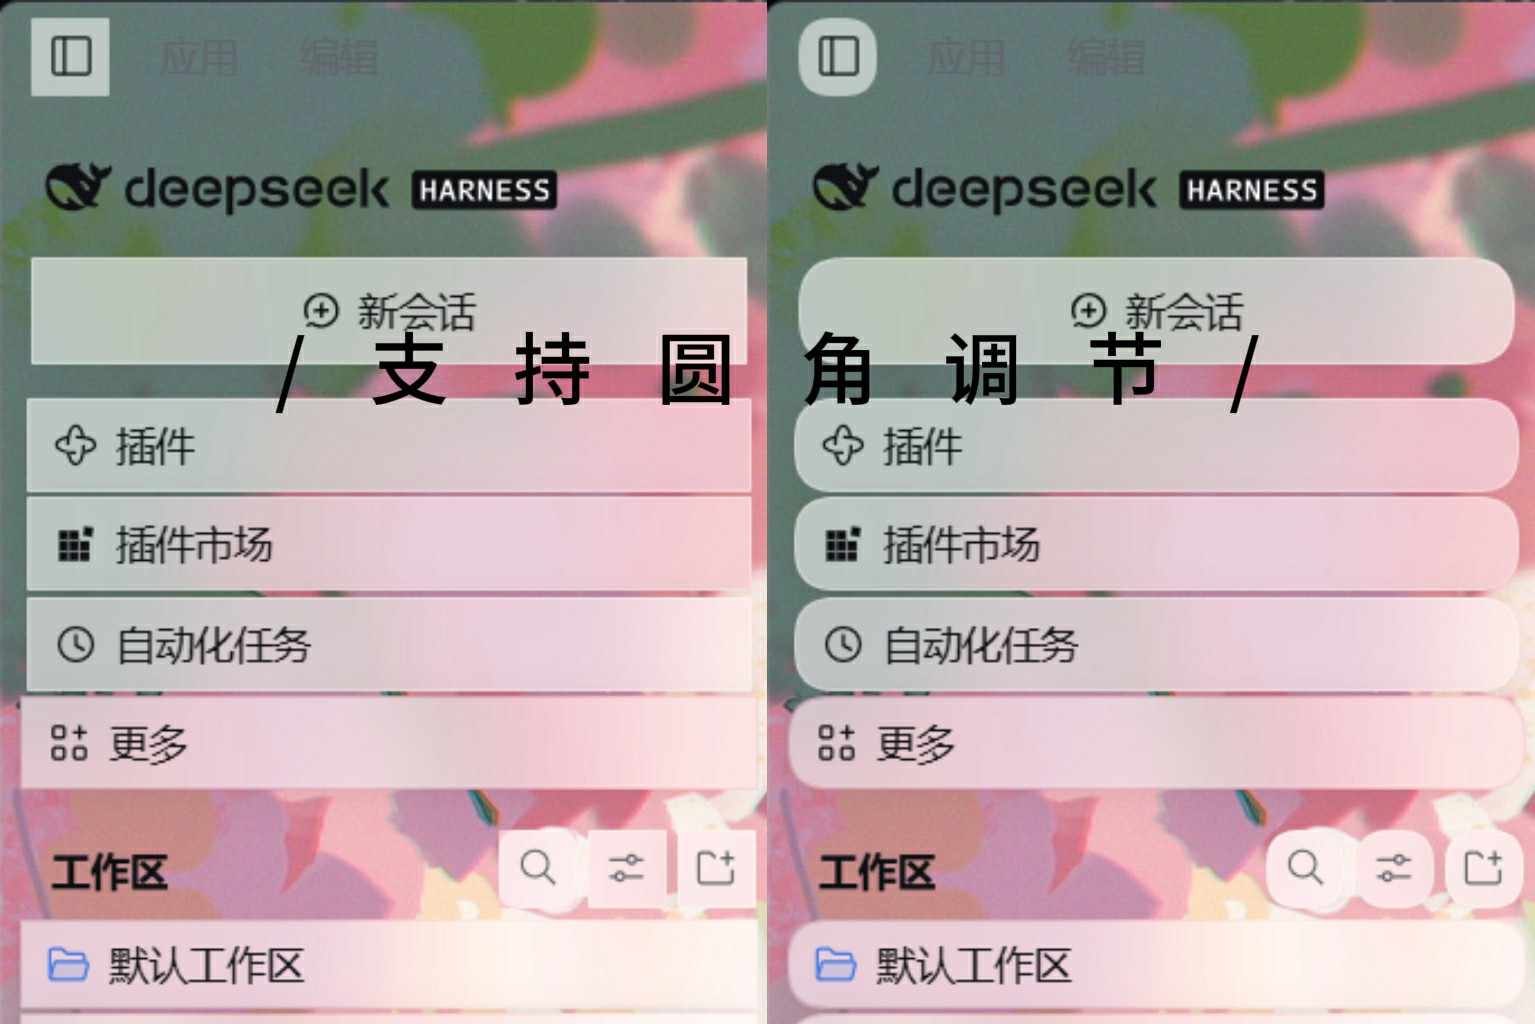 应用 编辑
deepseek HARNESS
新会话
插件
插件市场
自动化任务
更多
工作区
默认工作区
/ 支持圆角调节 /
应用 编辑
deepseek HARNESS
新会话
插件
插件市场
自动化任务
更多
工作区
默认工作区